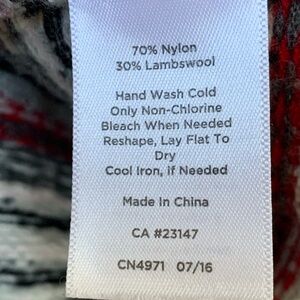 70% Nylon
30% Lambswool
Hand Wash Cold
Only Non-Chlorine
Bleach When Needed
Reshape, Lay Flat To
Dry
Cool Iron, if Needed
Made In China
CA #23147
CN4971 07/16